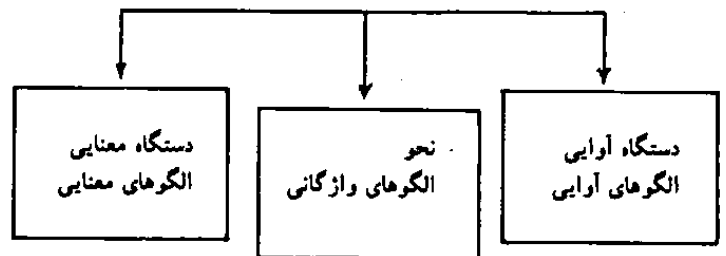 دستگاه آوایی
الگوهای آوایی
نحو
الگوهای واژگانی
دستگاه معنایی
الگوهای معنایی